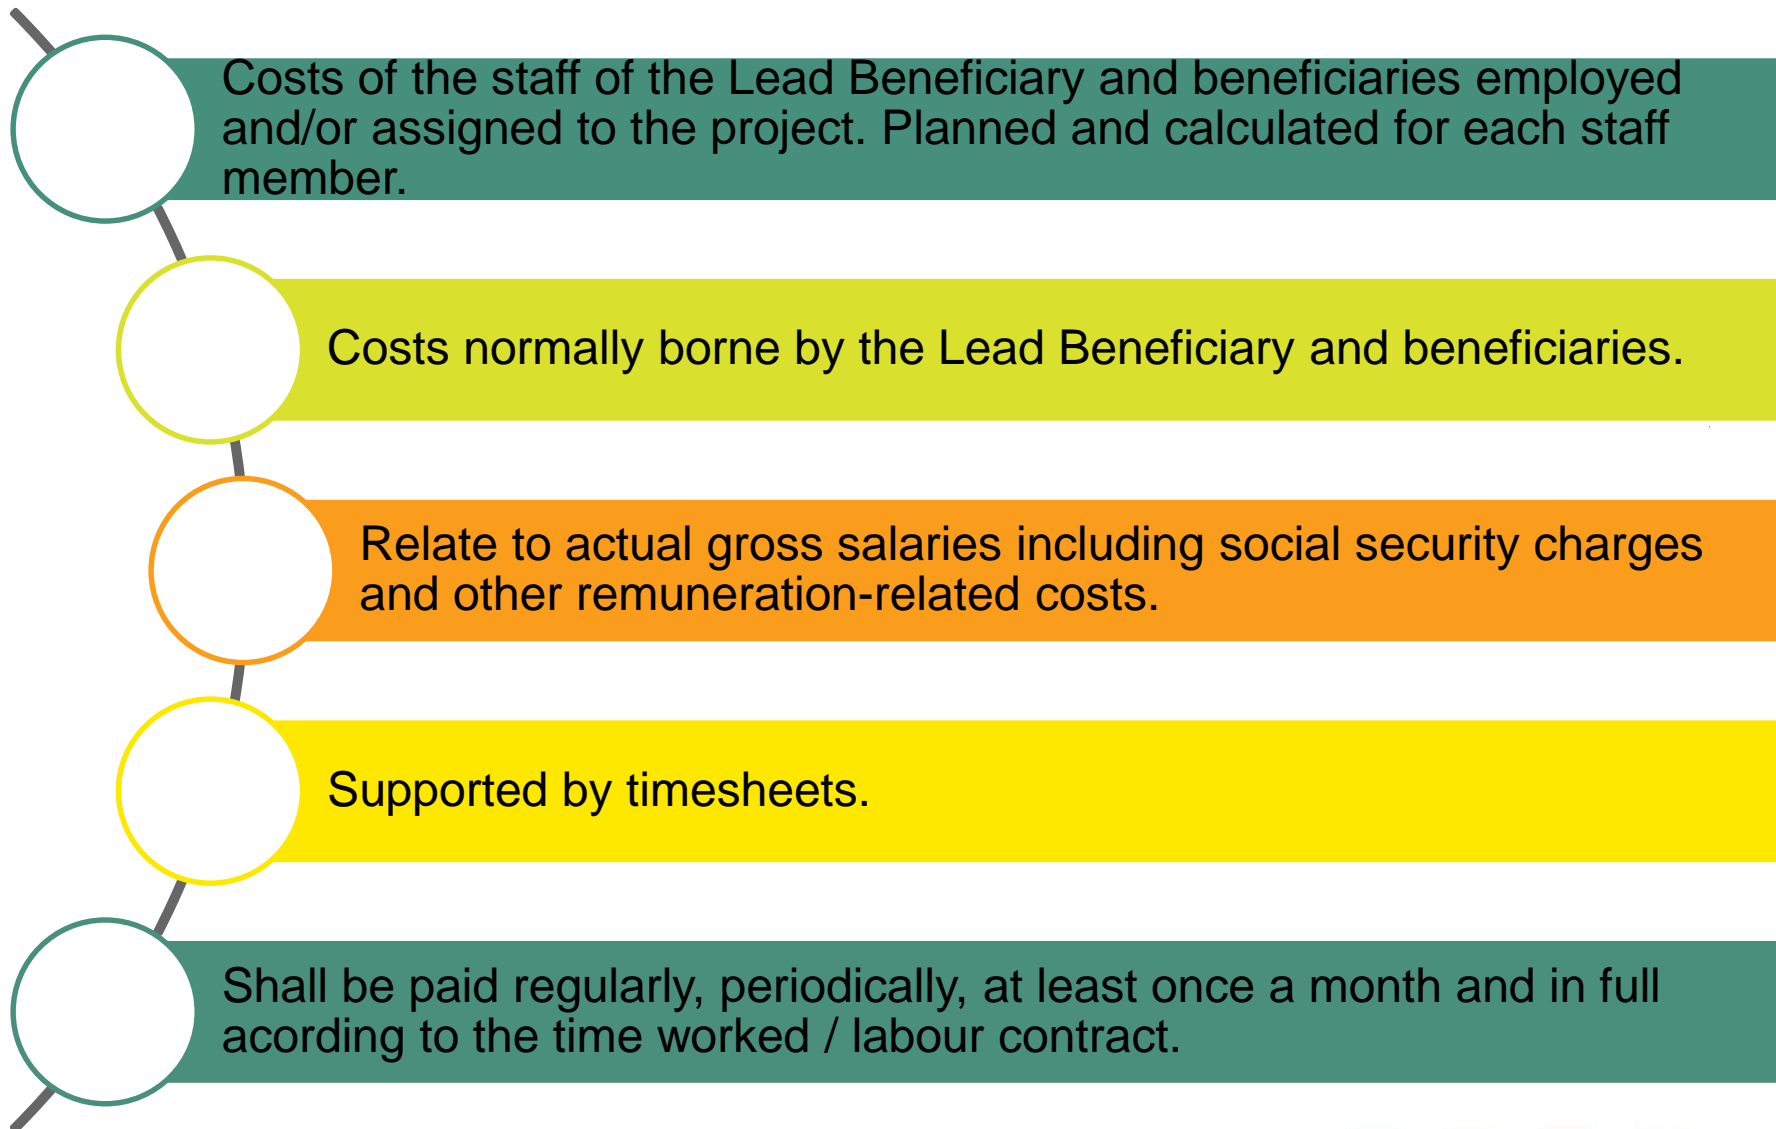 Costs of the staff of the Lead Beneficiary and beneficiaries employed
and/or assigned to the project. Planned and calculated for each staff
member.
Costs normally borne by the Lead Beneficiary and beneficiaries.
Relate to actual gross salaries including social security charges
and other remuneration-related costs.
Supported by timesheets.
Shall be paid regularly, periodically, at least once a month and in full
acording to the time worked / labour contract.